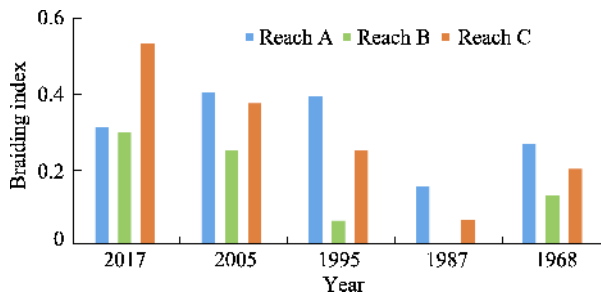 0.6
Reach A Reach B Reach C
0.4
Braiding index
0.2
0
2017 2005 1995 1987 1968
Year